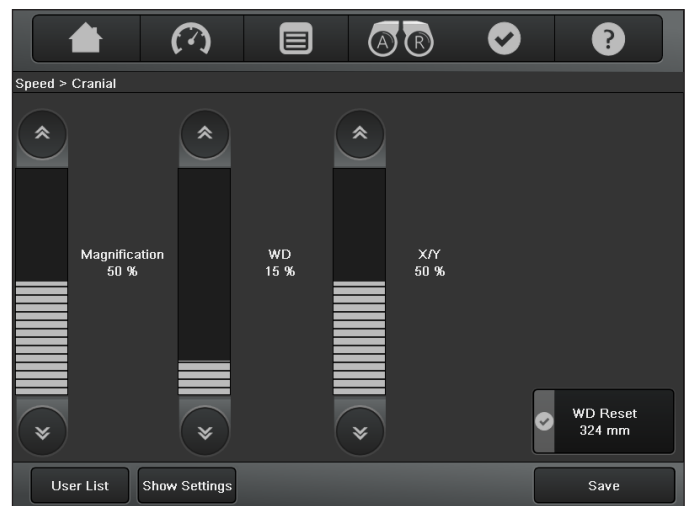 A R ?
Speed > Cranial
Magnification
50 %
WD
15 %
X/Y
50 %
WD Reset
324 mm
User List
Show Settings
Save